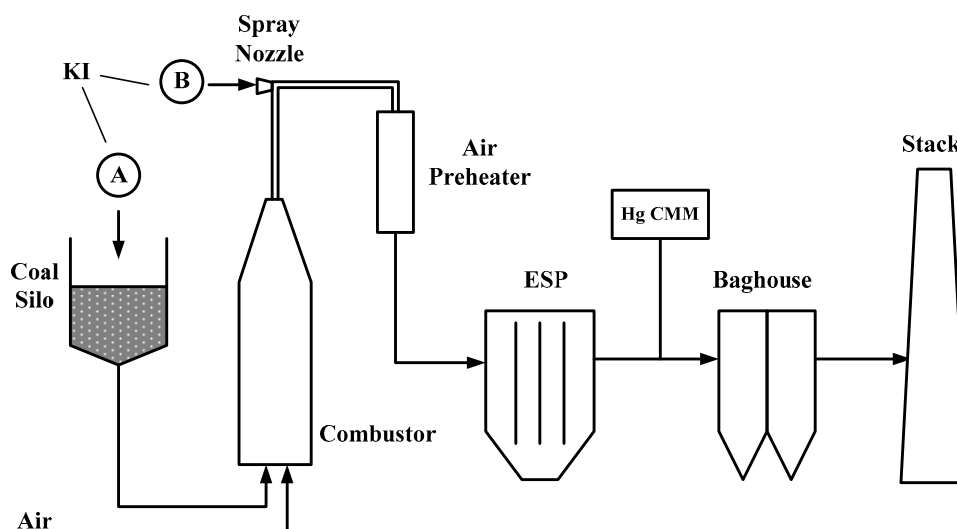 Spray
Nozzle
KI
B
A
Air
Preheater
Stack
Hg CMM
Coal
Silo
ESP
Baghouse
Combustor
Air